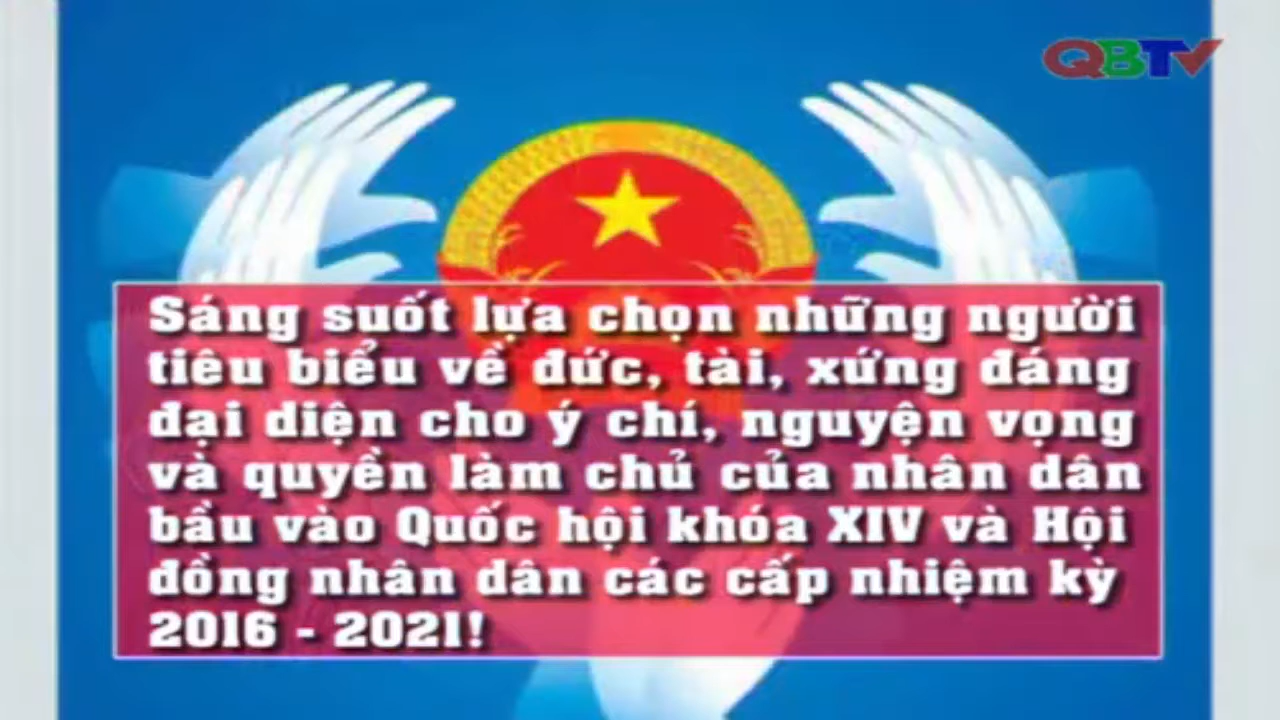 QBTV
Sáng suốt lựa chọn những người
tiêu biểu về đức, tài, xứng đáng
đại diện cho ý chí, nguyện vọng
và quyền làm chủ của nhân dân
bầu vào Quốc hội khóa XIV và Hội
đồng nhân dân các cấp nhiệm kỳ
2016 - 2021!